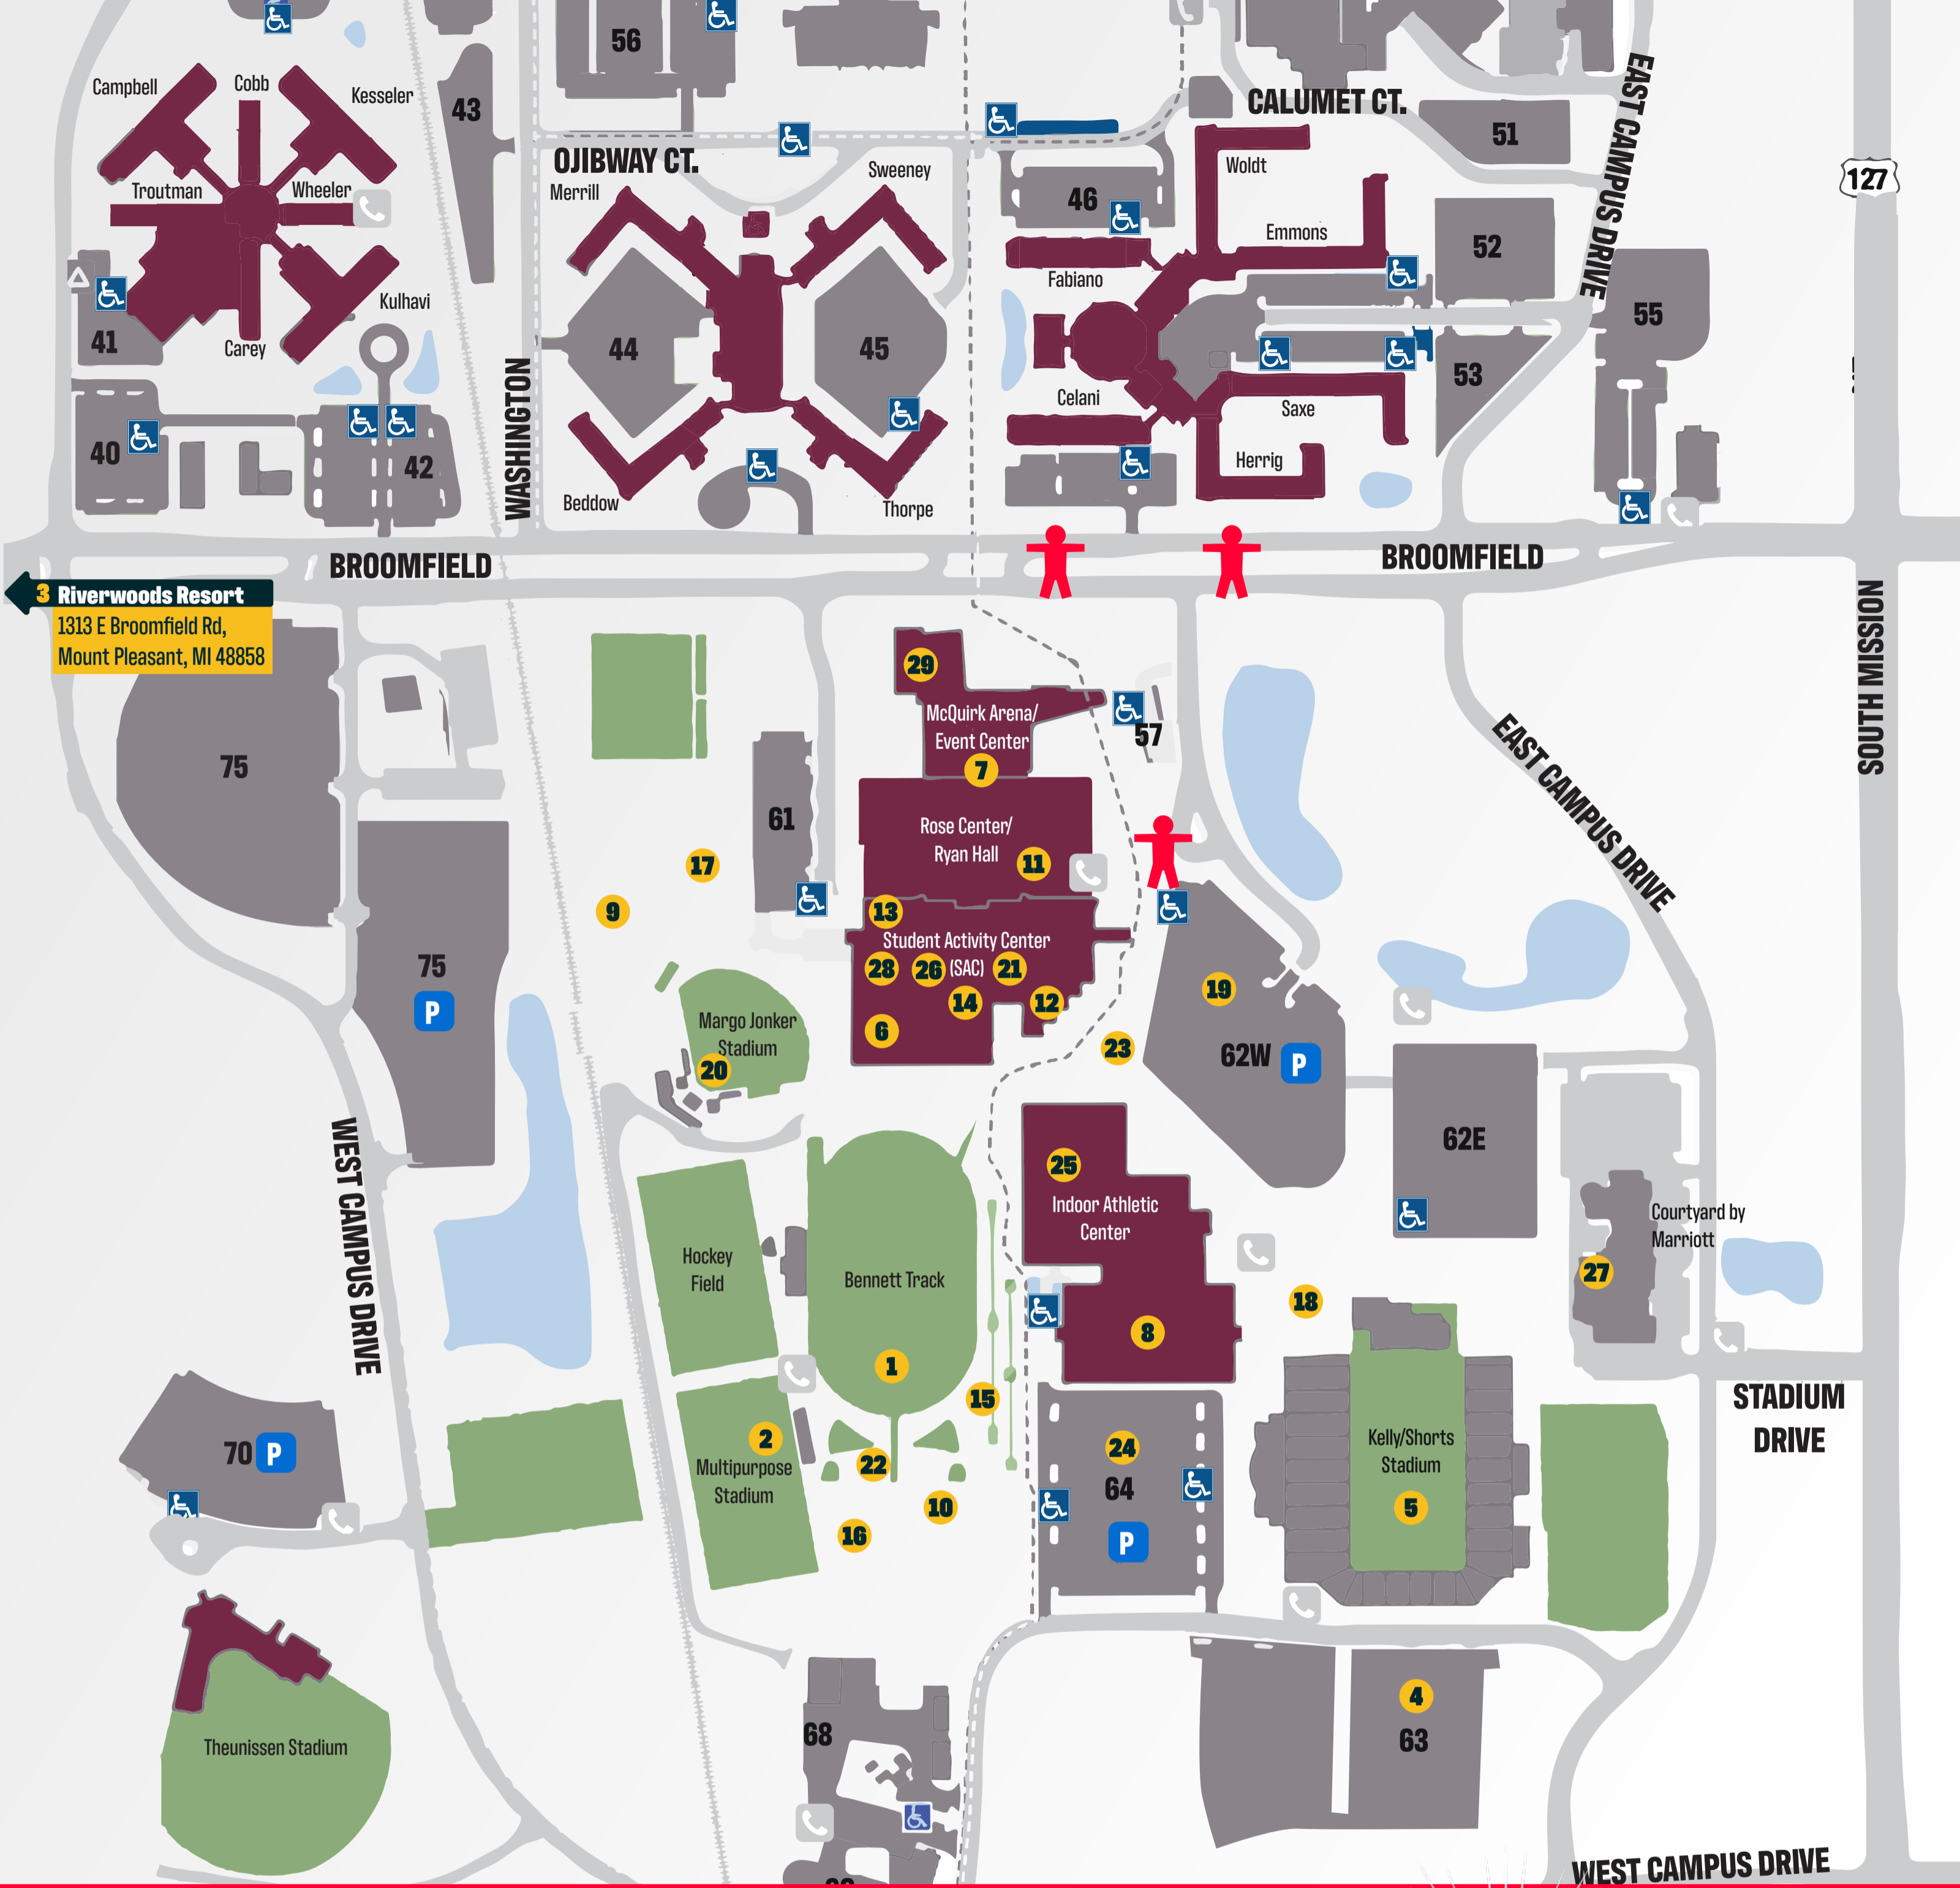 56
Campbell
Cobb
Kesseler
43
CALUMET CT.
EAST CAMPUS DRIVE
51
OJIBWAY CT.
Sweeney
Woldt
127
Troutman
Wheeler
Merrill
46
Emmons
52
Fabiano
Kulhavi
55
41
Carey
44
45
53
WASHINGTON
Celani
Saxe
40
42
Herrig
Beddow
Thorpe
BROOMFIELD
BROOMFIELD
3 Riverwoods Resort
1313 E Broomfield Rd,
Mount Pleasant, MI 48858
SOUTH MISSION
29
McQuirk Arena/
Event Center
7
57
EAST CAMPUS DRIVE
75
61
Rose Center/
Ryan Hall
11
17
9
13
Student Activity Center
(SAC)
28
26
21
14
12
6
19
75
P
Margo Jonker
Stadium
20
23
62W P
62E
WEST CAMPUS DRIVE
25
Indoor Athletic
Center
Courtyard by
Marriott
27
Hockey
Field
Bennett Track
18
8
1
15
STADIUM
DRIVE
2
Multipurpose
Stadium
22
10
16
24
64
P
Kelly/Shorts
Stadium
5
70 P
4
63
68
Theunissen Stadium
WEST CAMPUS DRIVE